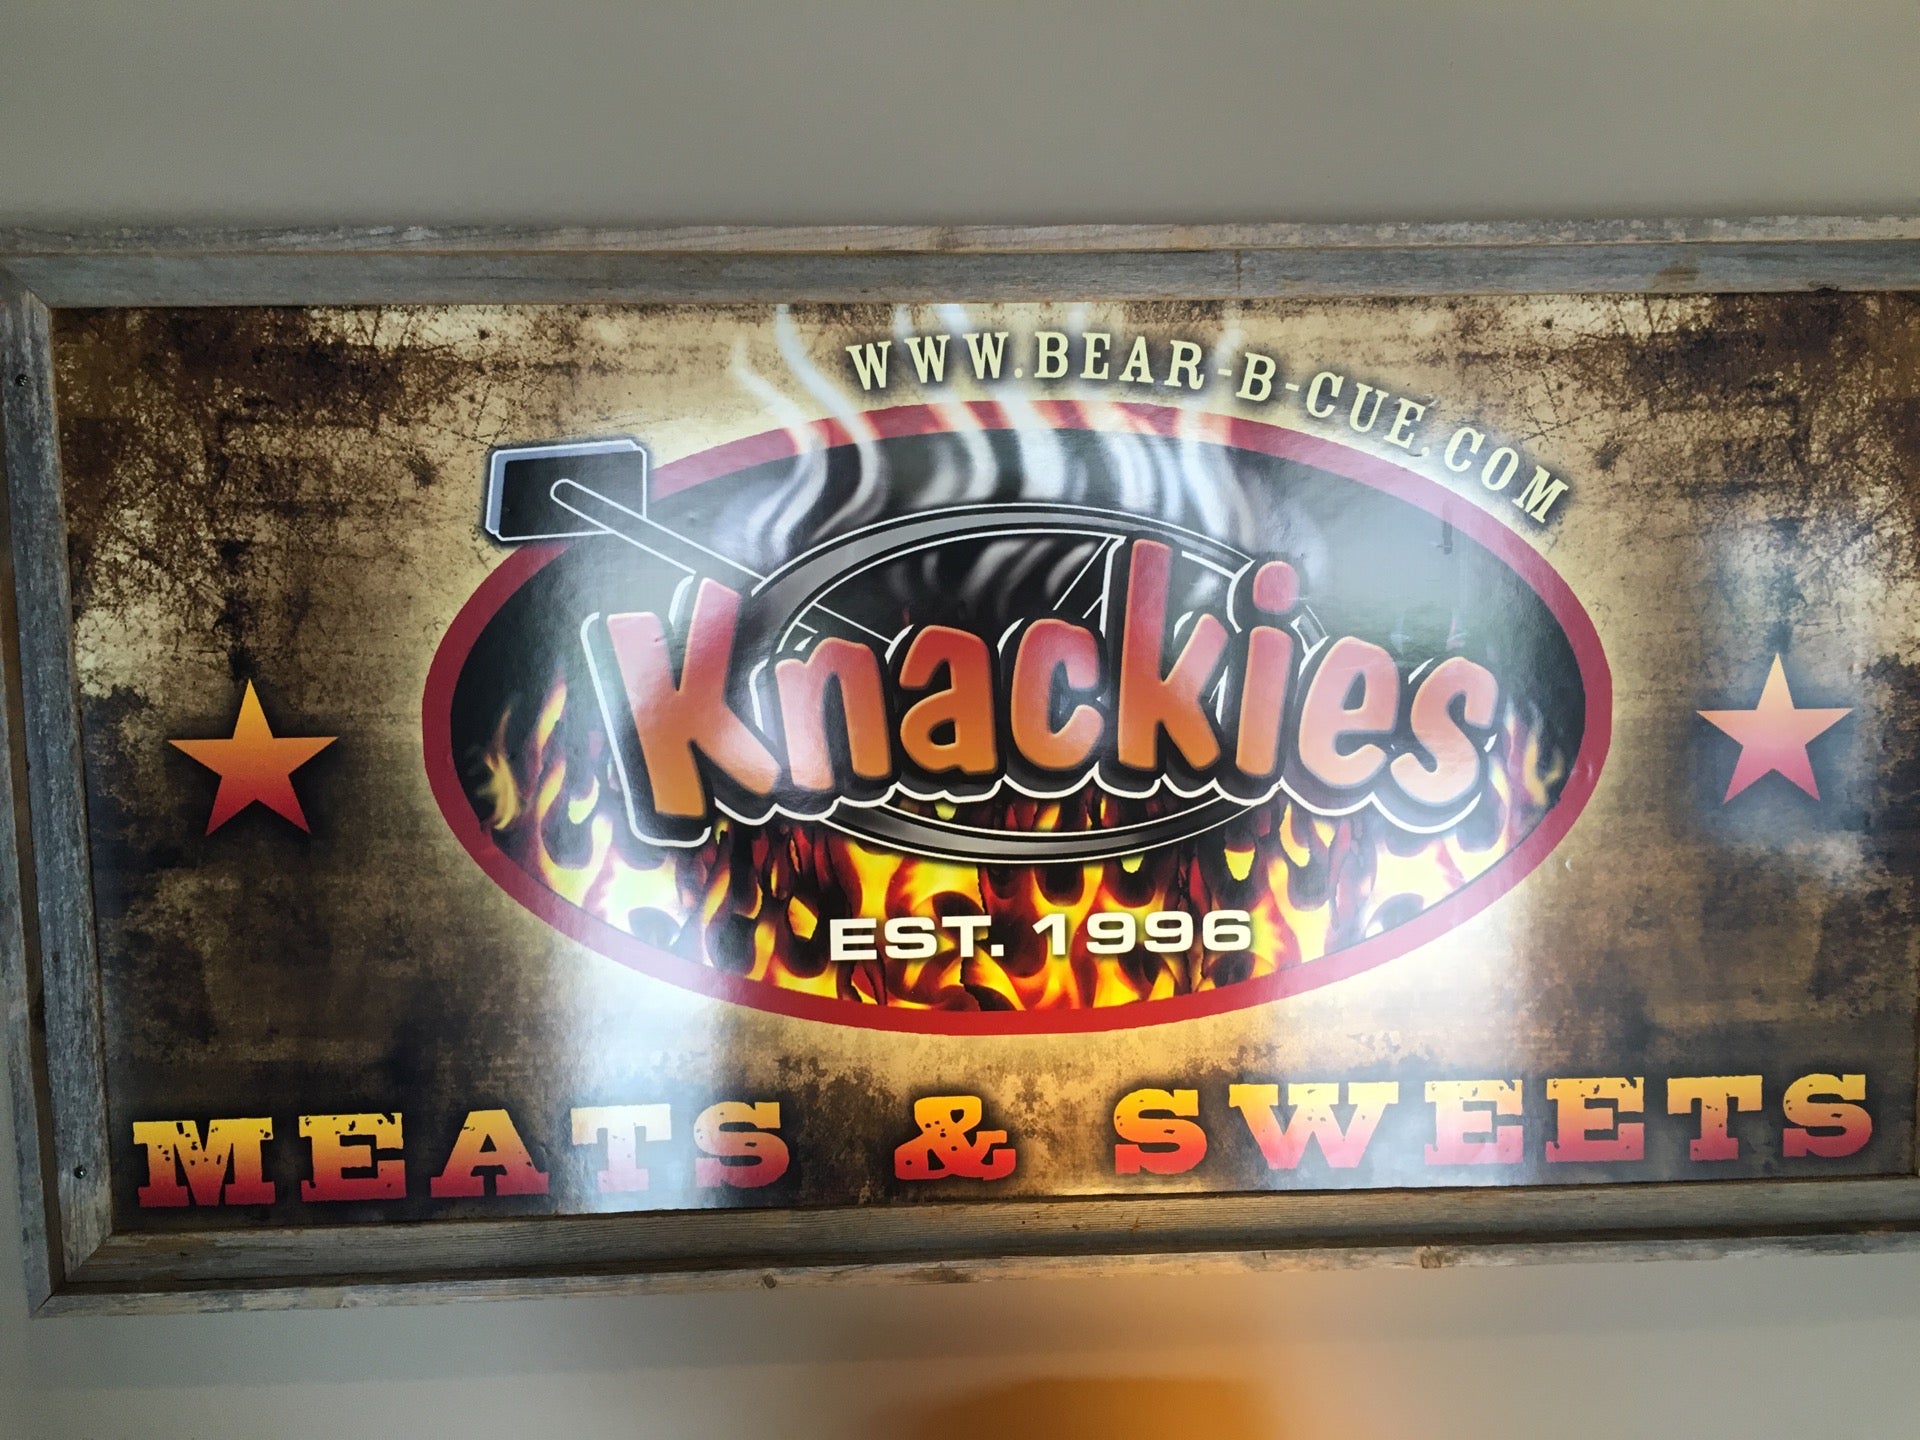 WWW.BEAR-B-CUE.COM
Knackies
EST. 1996
MEATS & SWEETS